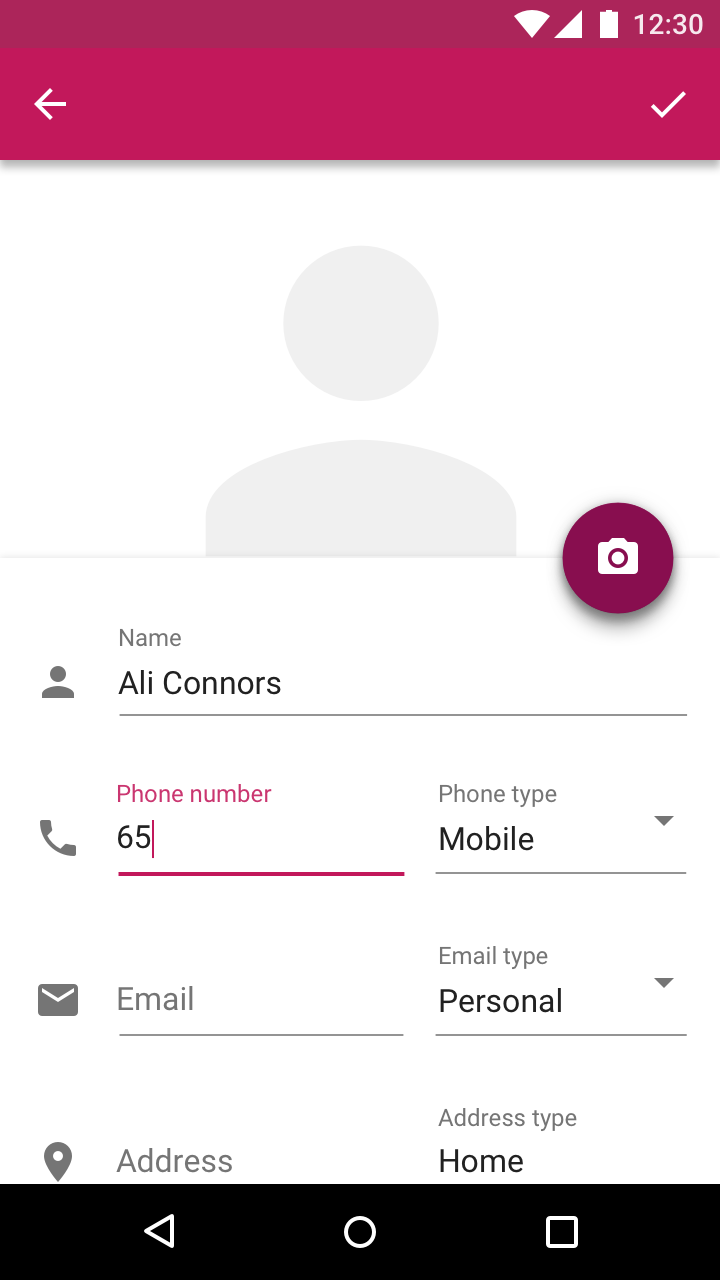 12:30
Name
Ali Connors
Phone number
Phone type
65
Mobile
Email type
Email
Personal
Address type
Address
Home